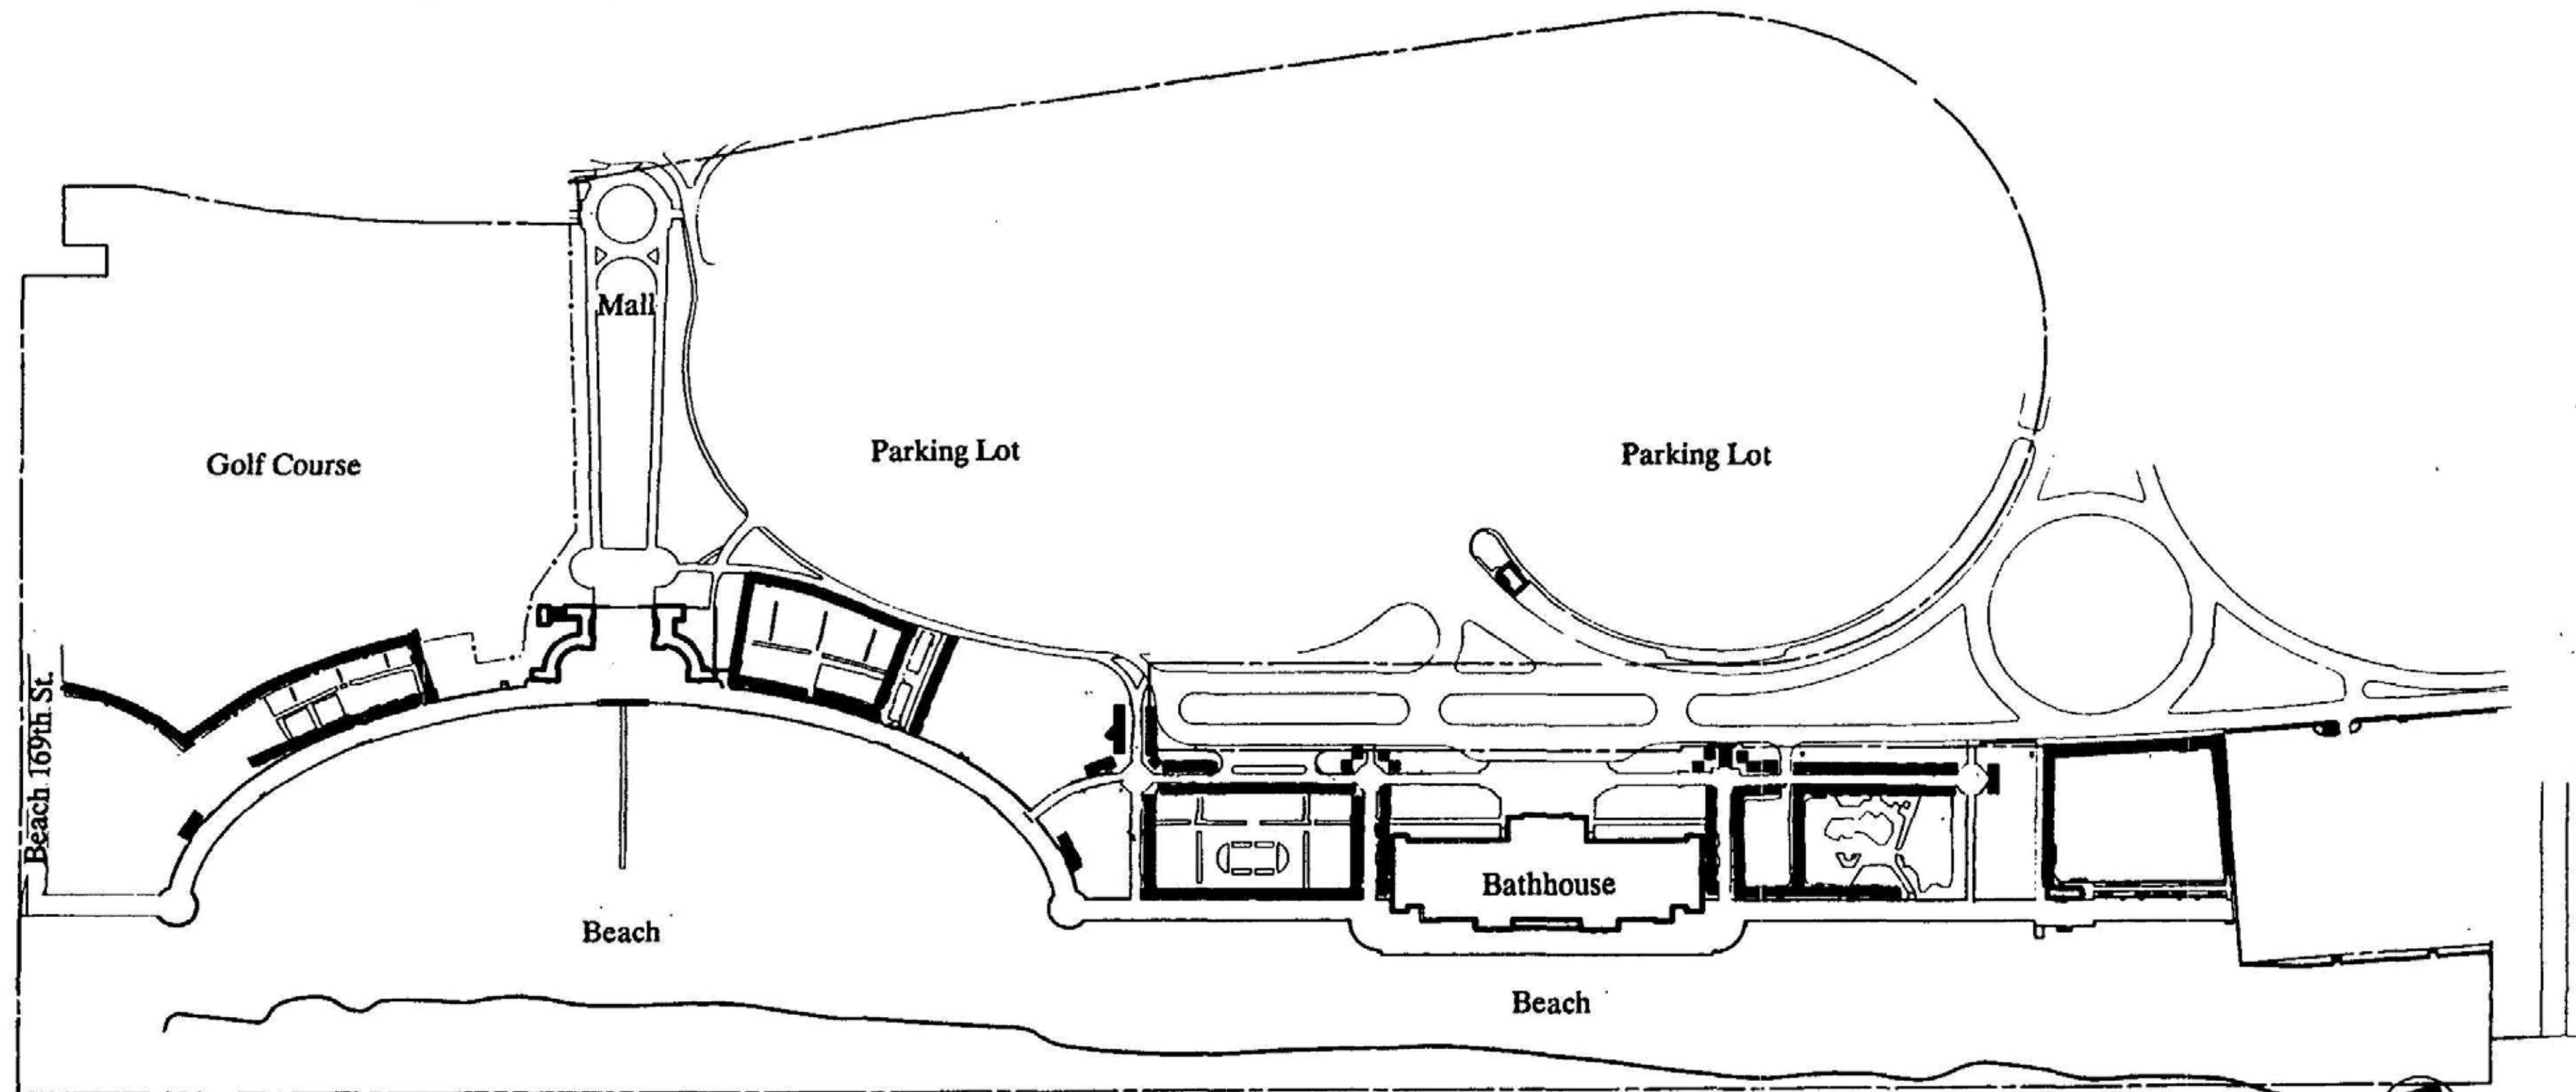 Mall
Golf Course
Parking Lot
Parking Lot
Beach 169th St.
Bathhouse
Beach
Beach